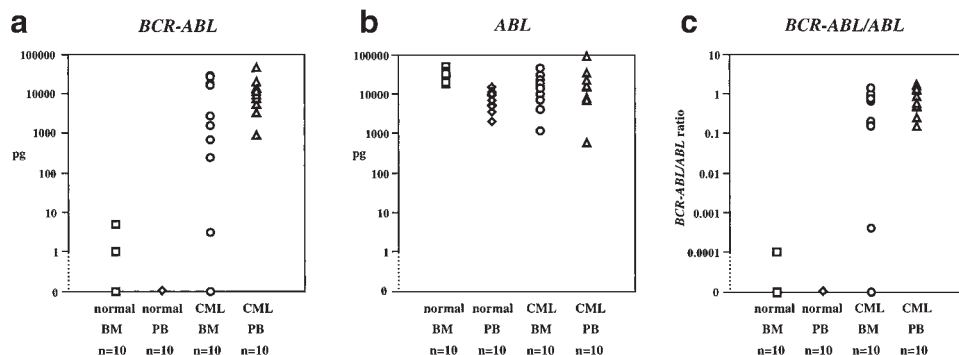 a BCR-ABL
100000
10000
1000
pg
100
10
1
0
normal normal CML CML
BM PB BM PB
n=10 n=10 n=10 n=10
b ABL
100000
10000
1000
pg
100
10
1
0
normal normal CML CML
BM PB BM PB
n=10 n=10 n=10 n=10
c BCR-ABL/ABL
BCR-ABL/ABL ratio
10
1
0.1
0.001
0.0001
0
normal normal CML CML
BM PB BM PB
n=10 n=10 n=10 n=10